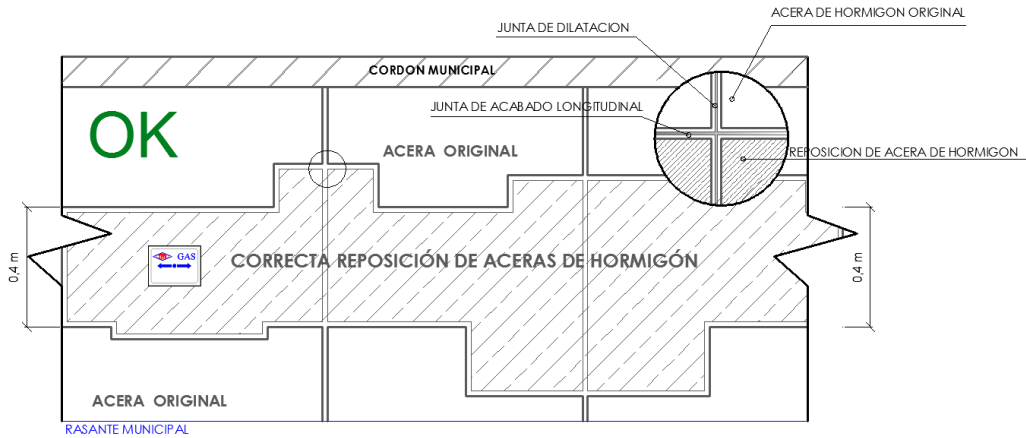 ACERA DE HORMIGON ORIGINAL
JUNTA DE DILATACION
CORDON MUNICIPAL
JUNTA DE ACABADO LONGITUDINAL
OK
ACERA ORIGINAL
REPOSICION DE ACERA DE HORMIGON
0,4 m
GAS
CORRECTA REPOSICIÓN DE ACERAS DE HORMIGÓN
0,4 m
ACERA ORIGINAL
RASANTE MUNICIPAL